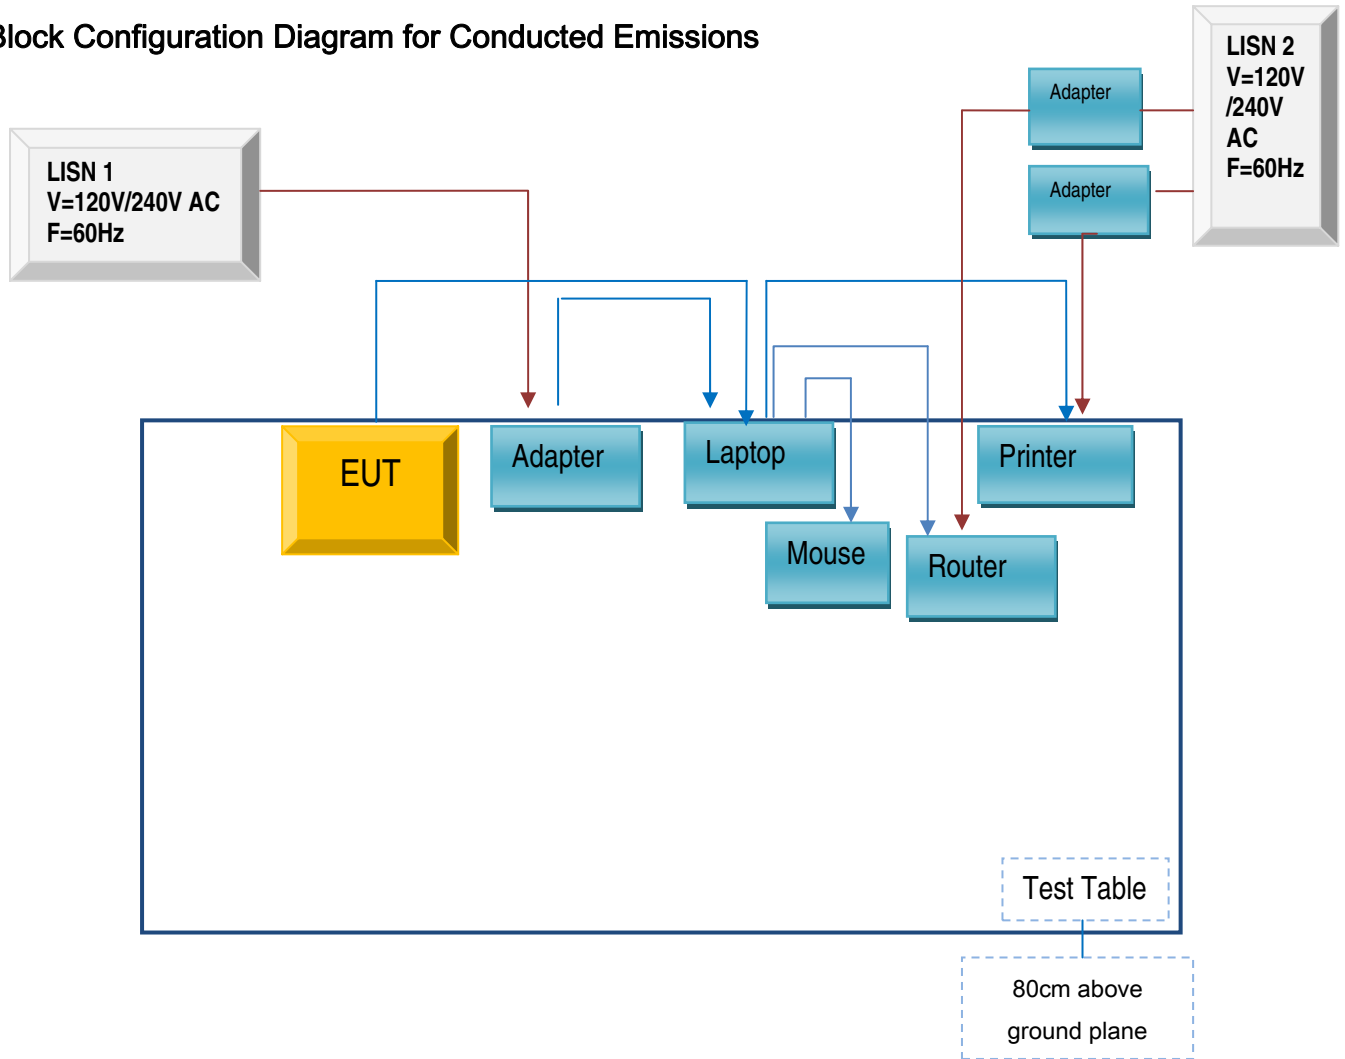 Block Configuration Diagram for Conducted Emissions
LISN 1
V=120V/240V AC
F=60Hz
Adapter
Adapter
LISN 2
V=120V
/240V
AC
F=60Hz
EUT
Adapter
Laptop
Printer
Mouse
Router
Test Table
80cm above
ground plane